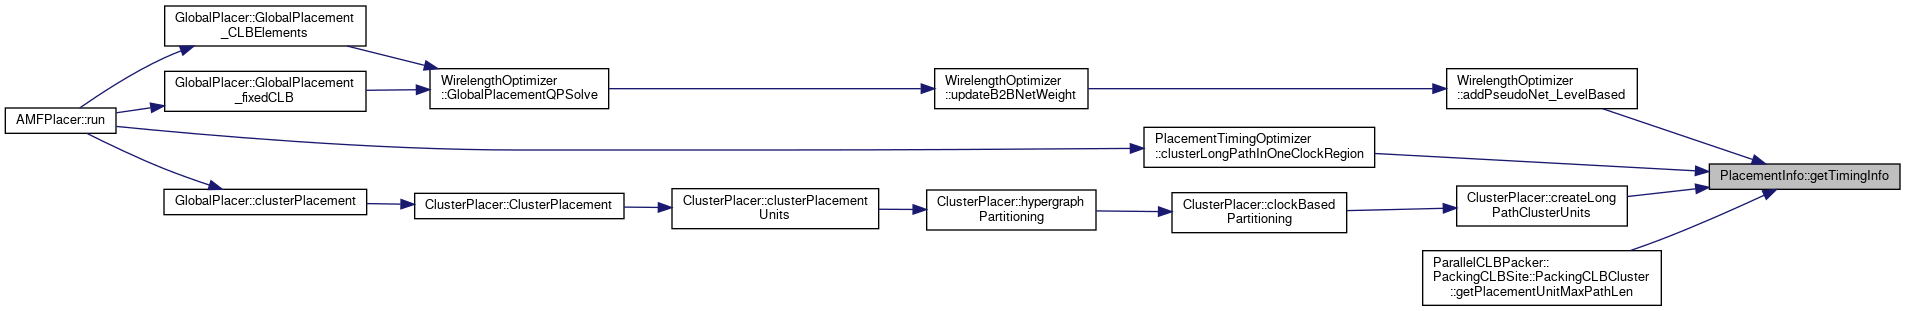 GlobalPlacer::GlobalPlacement
_CLBElements
GlobalPlacer::GlobalPlacement
_fixedCLB
AMFPlacer::run
WirelengthOptimizer
::GlobalPlacementQPSolve
WirelengthOptimizer
::updateB2BNetWeight
WirelengthOptimizer
::addPseudoNet_LevelBased
PlacementTimingOptimizer
::clusterLongPathInOneClockRegion
PlacementInfo::getTimingInfo
GlobalPlacer::clusterPlacement
ClusterPlacer::ClusterPlacement
ClusterPlacer::clusterPlacement
Units
ClusterPlacer::hypergraph
Partitioning
ClusterPlacer::clockBased
Partitioning
ClusterPlacer::createLong
PathClusterUnits
ParallelCLBPacker::
PackingCLBSite::PackingCLBCluster
::getPlacementUnitMaxPathLen